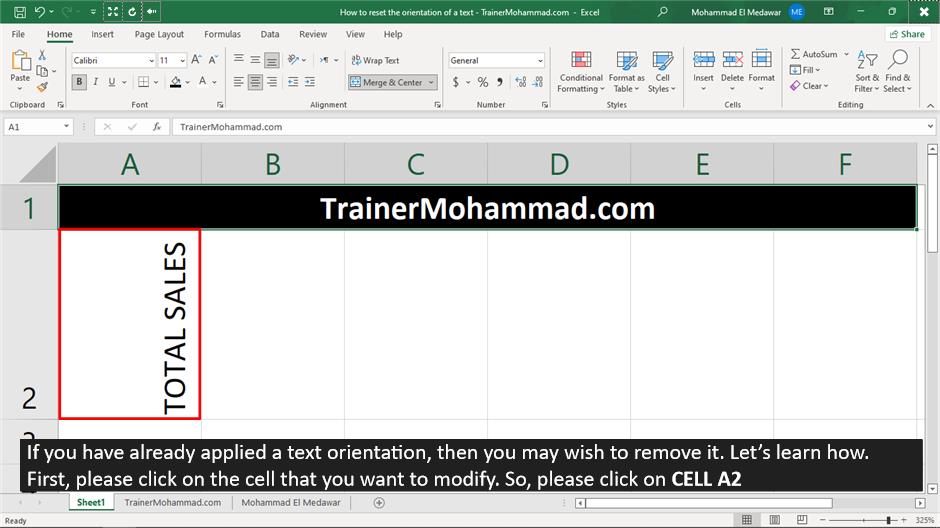 How to reset the orientation of a text - TrainerMohammad.com - Excel
Mohammad El Medawar
ME
File Home Insert Page Layout Formulas Data Review View Help
Share
Paste
Clipboard
Calibri 11
B I U
Font
Wrap Text
Merge & Center
Alignment
General
$ % 9
Number
Conditional Formatting
Format as Table
Cell Styles
Styles
Insert
Delete
Format
Cells
AutoSum
Fill
Clear
Sort & Filter
Find & Select
Editing
A1
fx
TrainerMohammad.com
A B C D E F
1
TrainerMohammad.com
2
TOTAL SALES
If you have already applied a text orientation, then you may wish to remove it. Let’s learn how.
First, please click on the cell that you want to modify. So, please click on CELL A2
Sheet1 TrainerMohammad.com Mohammad El Medawar
Ready
325%